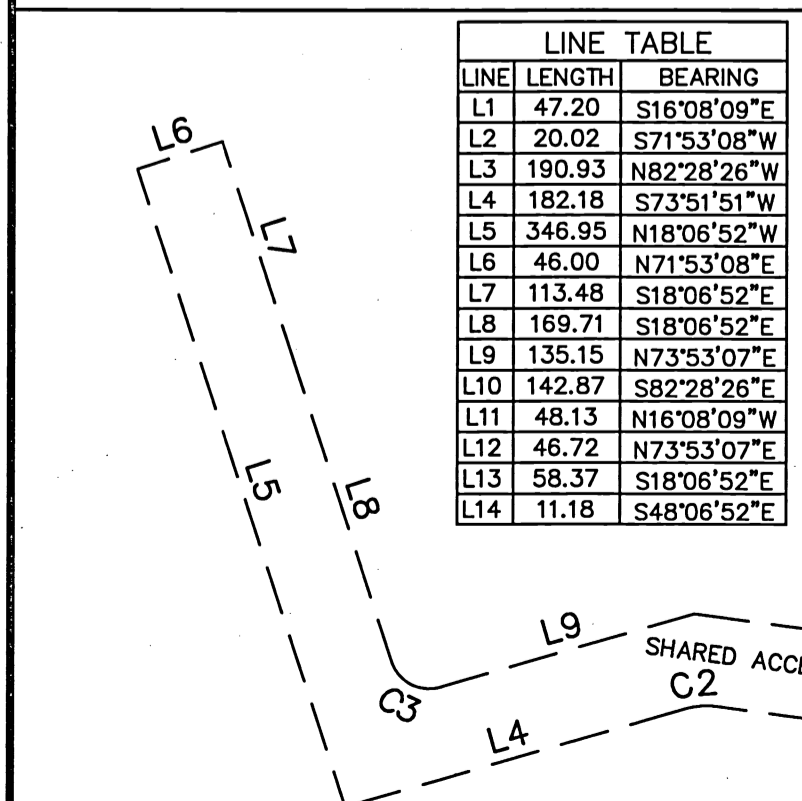 LINE TABLE
LINE LENGTH BEARING
L1 47.20 S16°08'09"E
L2 20.02 S71°53'08"W
L3 190.93 N82°28'26"W
L4 182.18 S73°51'51"W
L5 346.95 N18°06'52"W
L6 46.00 N71°53'08"E
L7 113.48 S18°06'52"E
L8 169.71 S18°06'52"E
L9 135.15 N73°53'07"E
L10 142.87 S82°28'26"E
L11 48.13 N16°08'09"W
L12 46.72 N73°53'07"E
L13 58.37 S18°06'52"E
L14 11.18 S48°06'52"E
L6
L7
L5
L8
L9
SHARED ACCE
C2
C3
L4